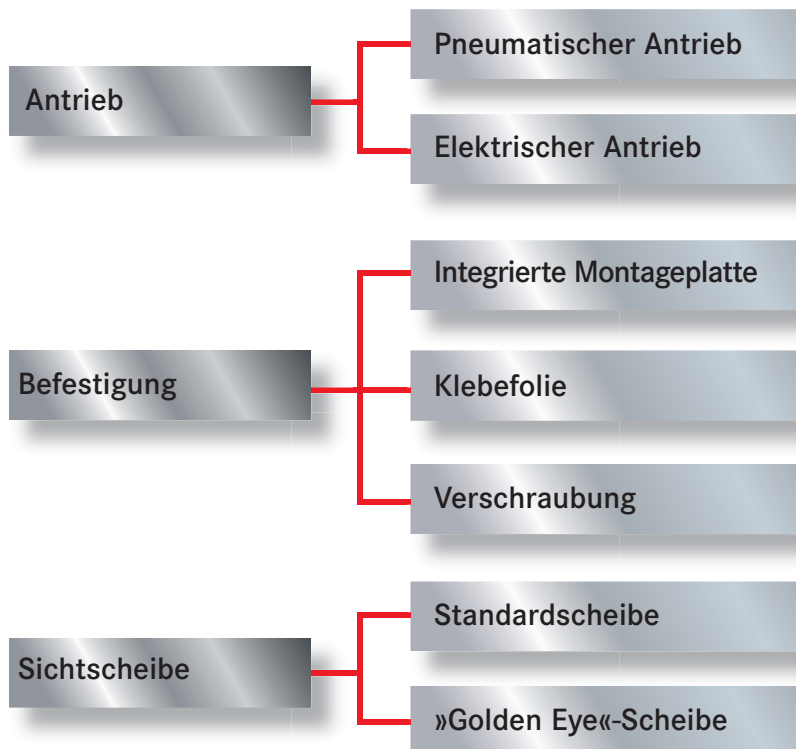 Antrieb
Pneumatischer Antrieb
Elektrischer Antrieb
Befestigung
Integrierte Montageplatte
Klebefolie
Verschraubung
Sichtscheibe
Standardscheibe
»Golden Eye«-Scheibe